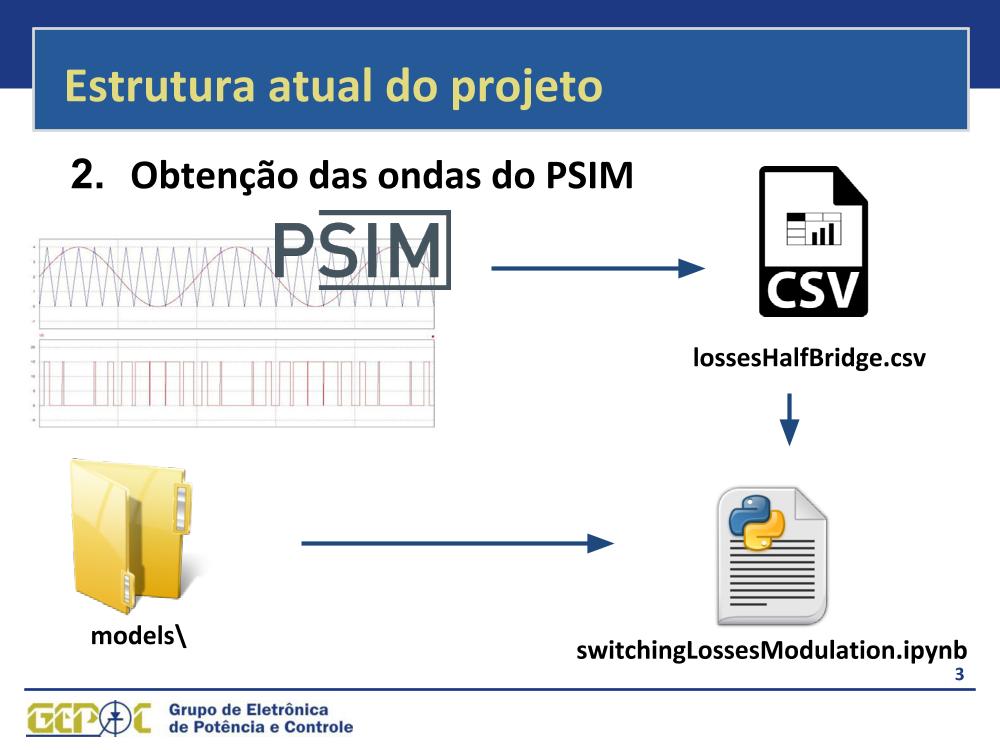 Estrutura atual do projeto
2. Obtenção das ondas do PSIM
PSIM
CSV
lossesHalfBridge.csv
models\
switchingLossesModulation.ipynb
3
GEPOC
Grupo de Eletrônica
de Potência e Controle